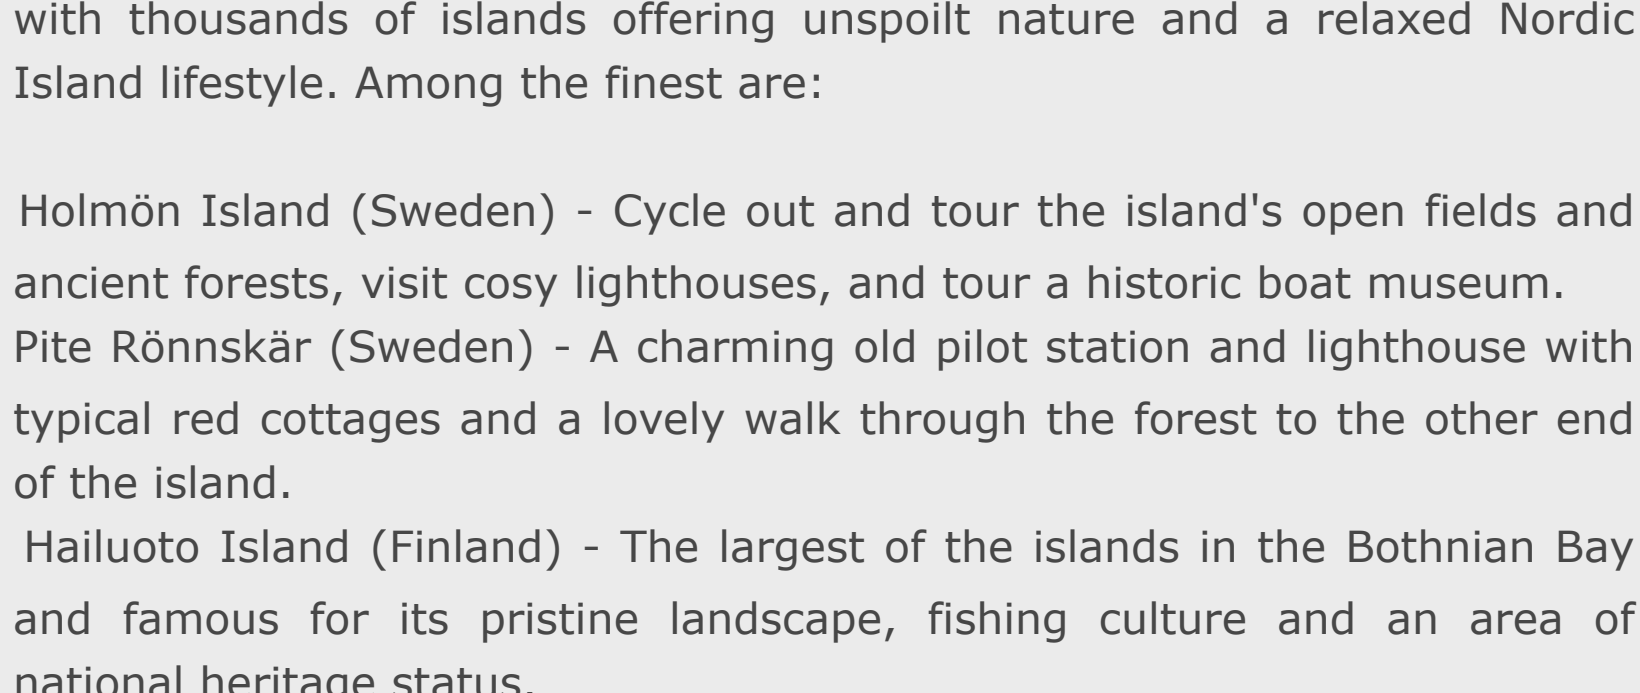 with thousands of islands offering unspoilt nature and a relaxed Nordic
Island lifestyle. Among the finest are:
Holmön Island (Sweden) - Cycle out and tour the island's open fields and
ancient forests, visit cosy lighthouses, and tour a historic boat museum.
Pite Rönnskär (Sweden) - A charming old pilot station and lighthouse with
typical red cottages and a lovely walk through the forest to the other end
of the island.
Hailuoto Island (Finland) - The largest of the islands in the Bothnian Bay
and famous for its pristine landscape, fishing culture and an area of
national heritage status.